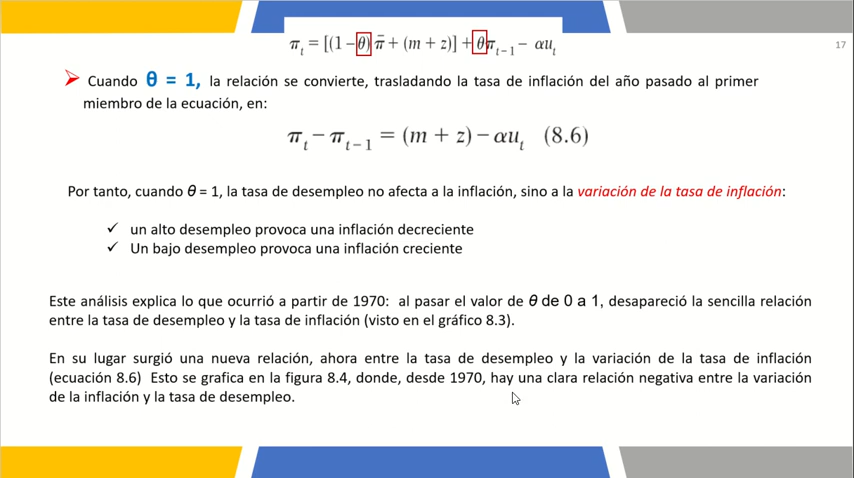 πₜ = [(1−θ) π̄ + (m + z)] + θπₜ₋₁ − αuₜ
17
Cuando θ = 1, la relación se convierte, trasladando la tasa de inflación del año pasado al primer
miembro de la ecuación, en:
πₜ − πₜ₋₁ = (m + z) − αuₜ (8.6)
Por tanto, cuando θ = 1, la tasa de desempleo no afecta a la inflación, sino a la variación de la tasa de inflación:
✓ un alto desempleo provoca una inflación decreciente
✓ Un bajo desempleo provoca una inflación creciente
Este análisis explica lo que ocurrió a partir de 1970: al pasar el valor de θ de 0 a 1, desapareció la sencilla relación
entre la tasa de desempleo y la tasa de inflación (visto en el gráfico 8.3).
En su lugar surgió una nueva relación, ahora entre la tasa de desempleo y la variación de la tasa de inflación
(ecuación 8.6) Esto se grafica en la figura 8.4, donde, desde 1970, hay una clara relación negativa entre la variación
de la inflación y la tasa de desempleo.